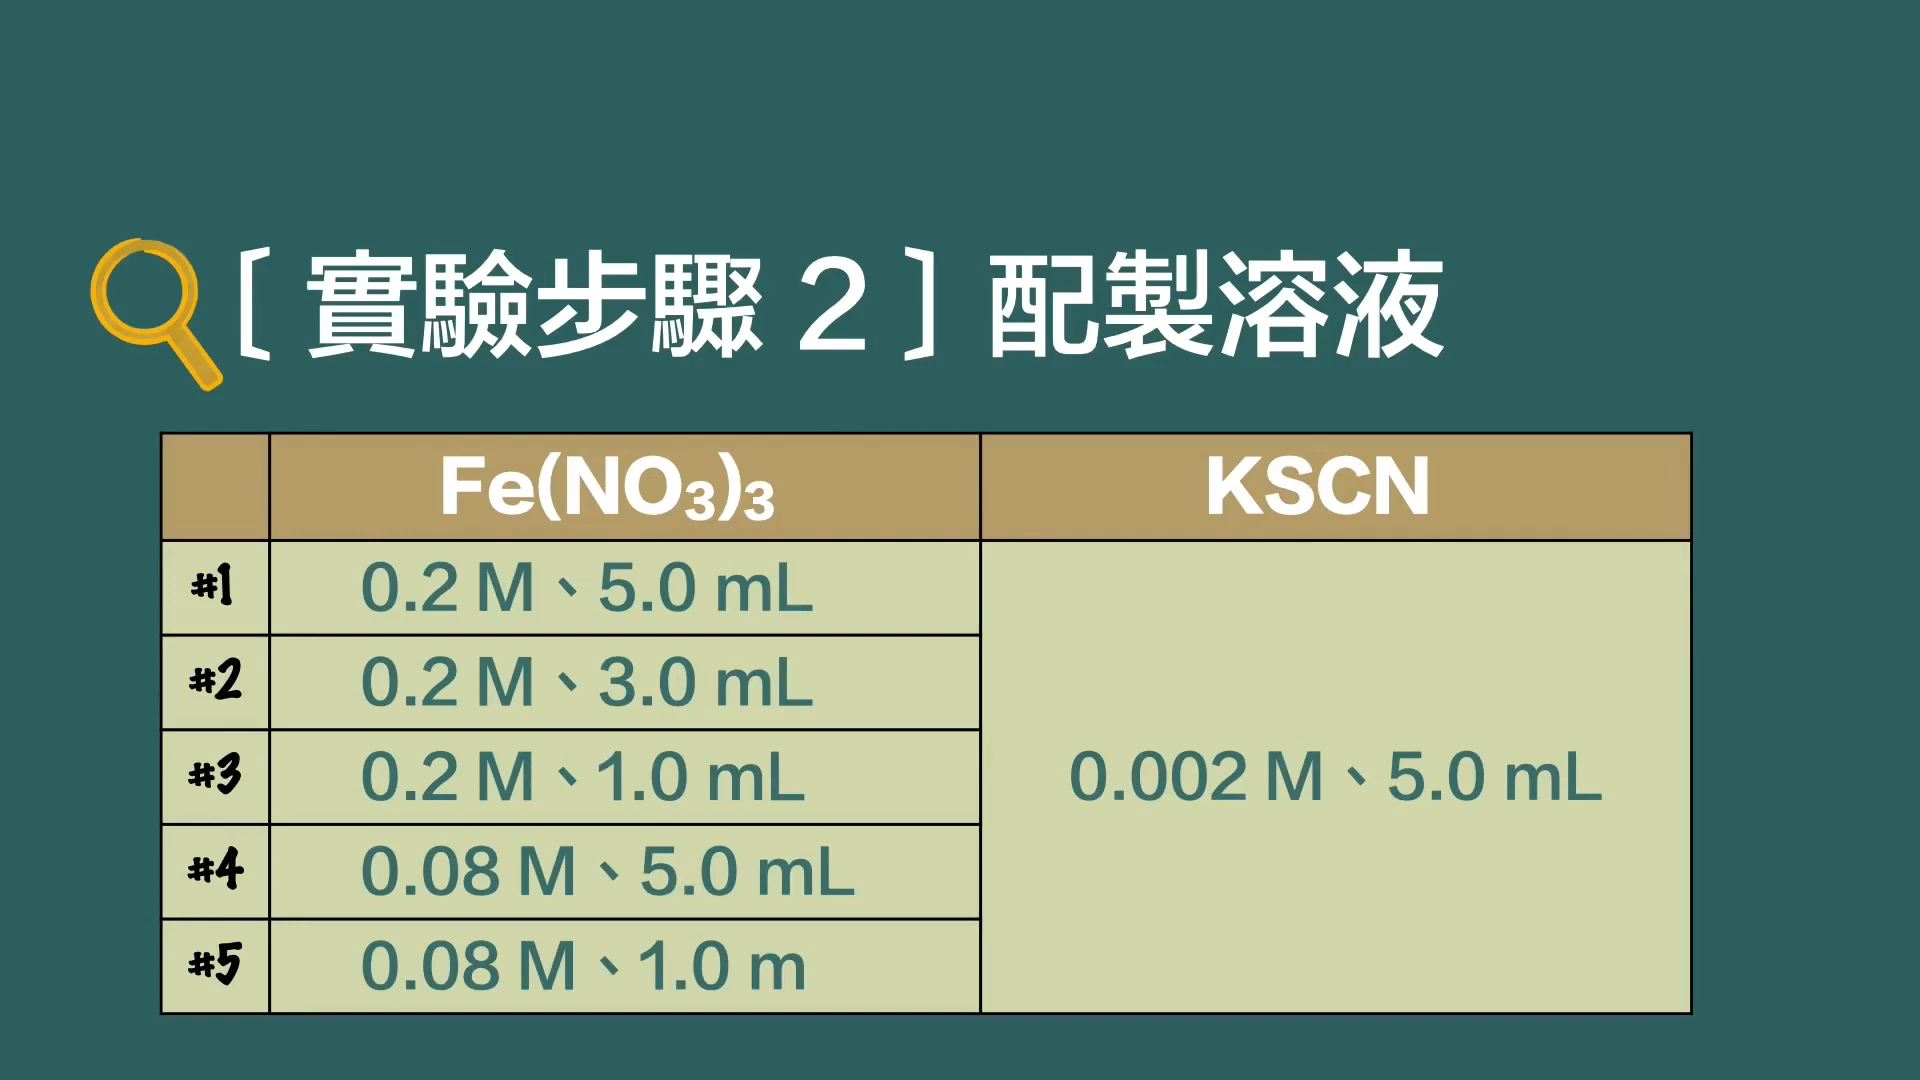 〔實驗步驟 2〕配製溶液
Fe(NO₃)₃ KSCN
#1 0.2 M、5.0 mL
#2 0.2 M、3.0 mL
#3 0.2 M、1.0 mL 0.002 M、5.0 mL
#4 0.08 M、5.0 mL
#5 0.08 M、1.0 m